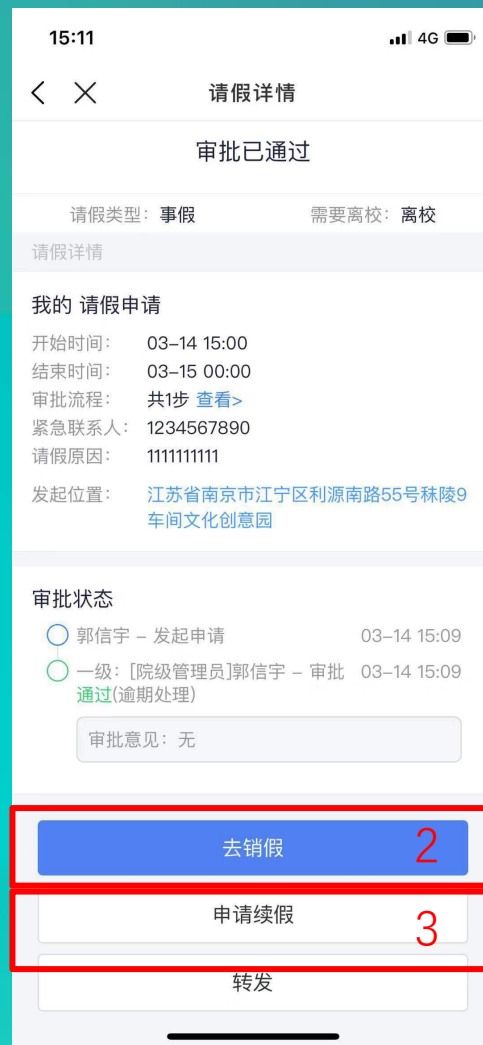 15:11 4G
请假详情
审批已通过
请假类型：事假 需要离校：离校
请假详情
我的 请假申请
开始时间： 03-14 15:00
结束时间： 03-15 00:00
审批流程： 共1步 查看>
紧急联系人： 1234567890
请假原因： 1111111111
发起位置： 江苏省南京市江宁区利源南路55号秣陵9
车间文化创意园
审批状态
郭信宇 – 发起申请 03-14 15:09
一级：[院级管理员]郭信宇 – 审批 03-14 15:09
通过(逾期处理)
审批意见：无
去销假 2
申请续假 3
转发